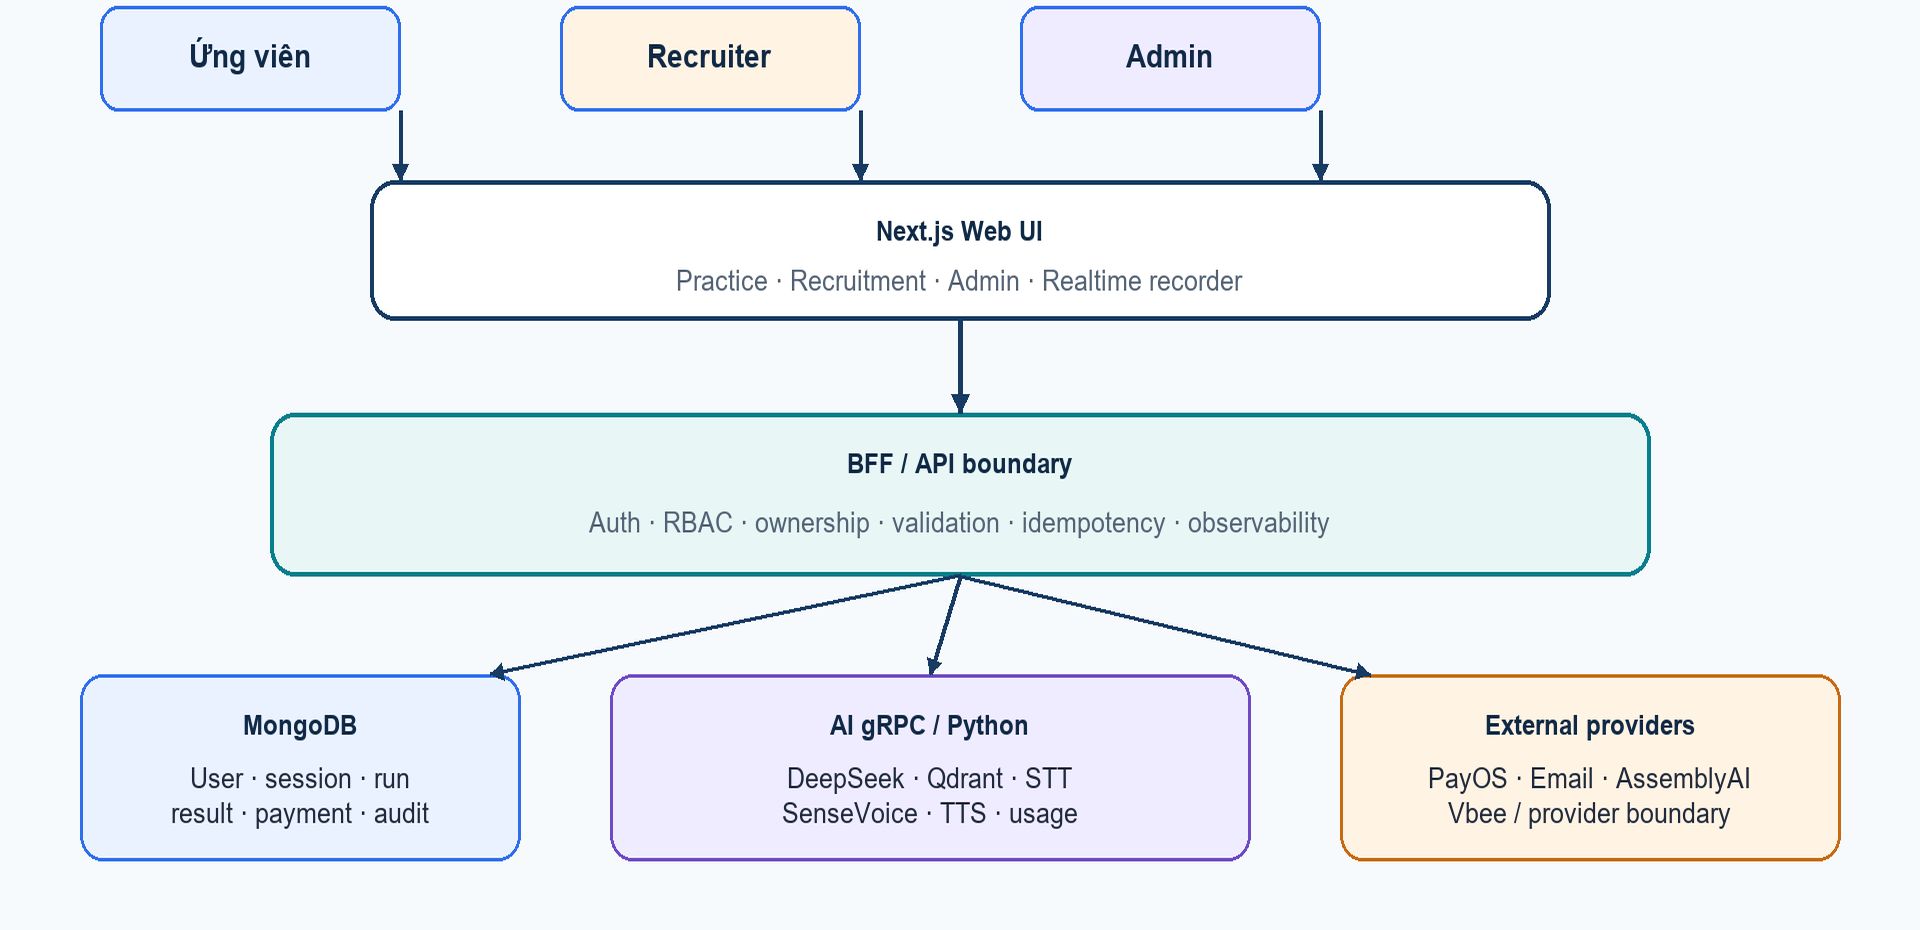 Ứng viên
Recruiter
Admin
Next.js Web UI
Practice · Recruitment · Admin · Realtime recorder
BFF / API boundary
Auth · RBAC · ownership · validation · idempotency · observability
MongoDB
User · session · run
result · payment · audit
AI gRPC / Python
DeepSeek · Qdrant · STT
SenseVoice · TTS · usage
External providers
PayOS · Email · AssemblyAI
Vbee / provider boundary